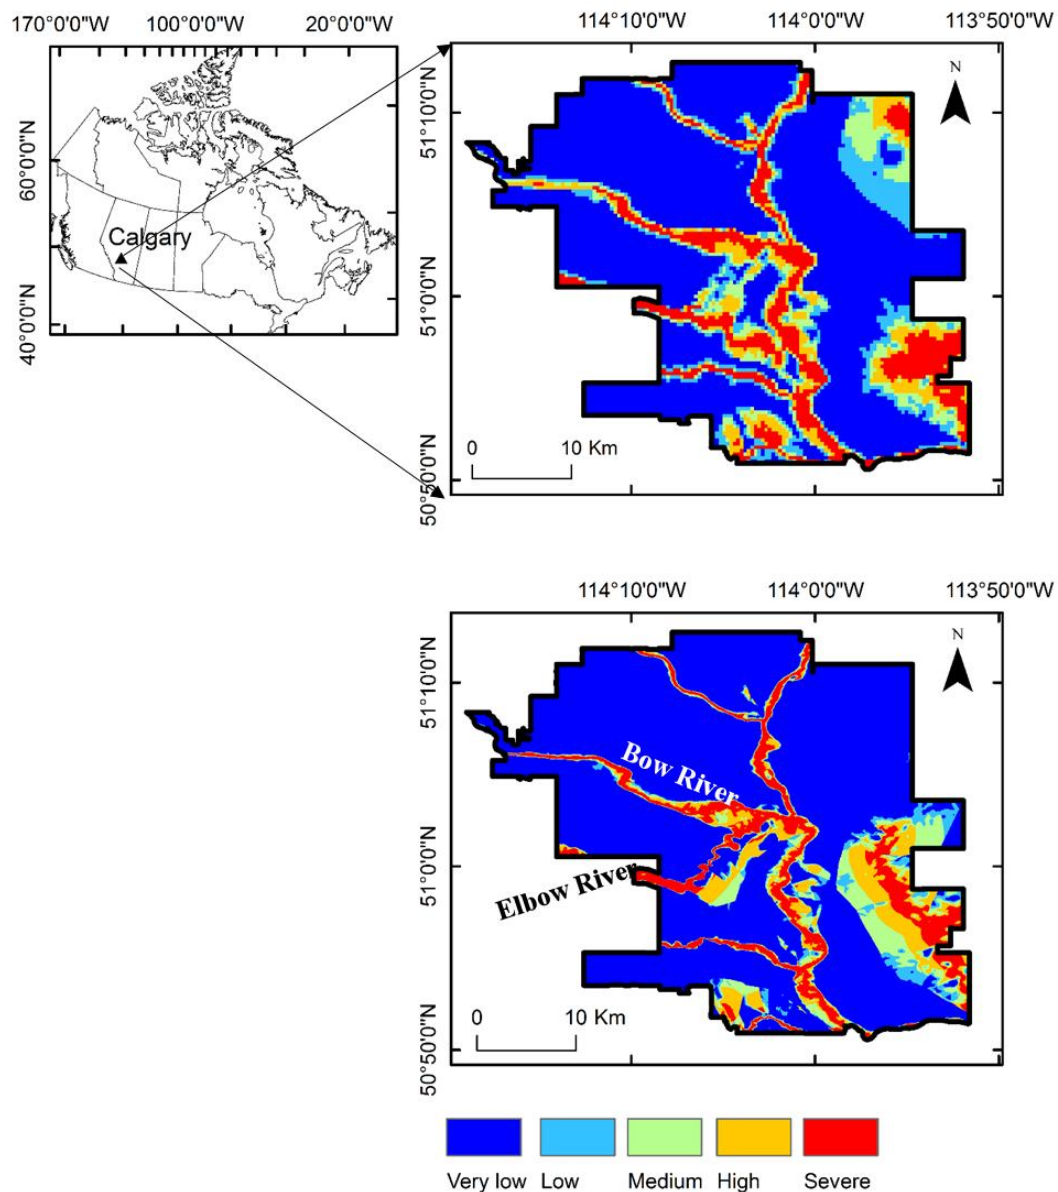 170°0'0"W 100°0'0"W 20°0'0"W
60°0'0"N
40°0'0"N
Calgary
114°10'0"W 114°0'0"W 113°50'0"W
51°10'0"N
51°0'0"N
50°50'0"N
N
0 10 Km
114°10'0"W 114°0'0"W 113°50'0"W
51°10'0"N
51°0'0"N
50°50'0"N
N
Bow River
Elbow River
0 10 Km
Very low Low Medium High Severe